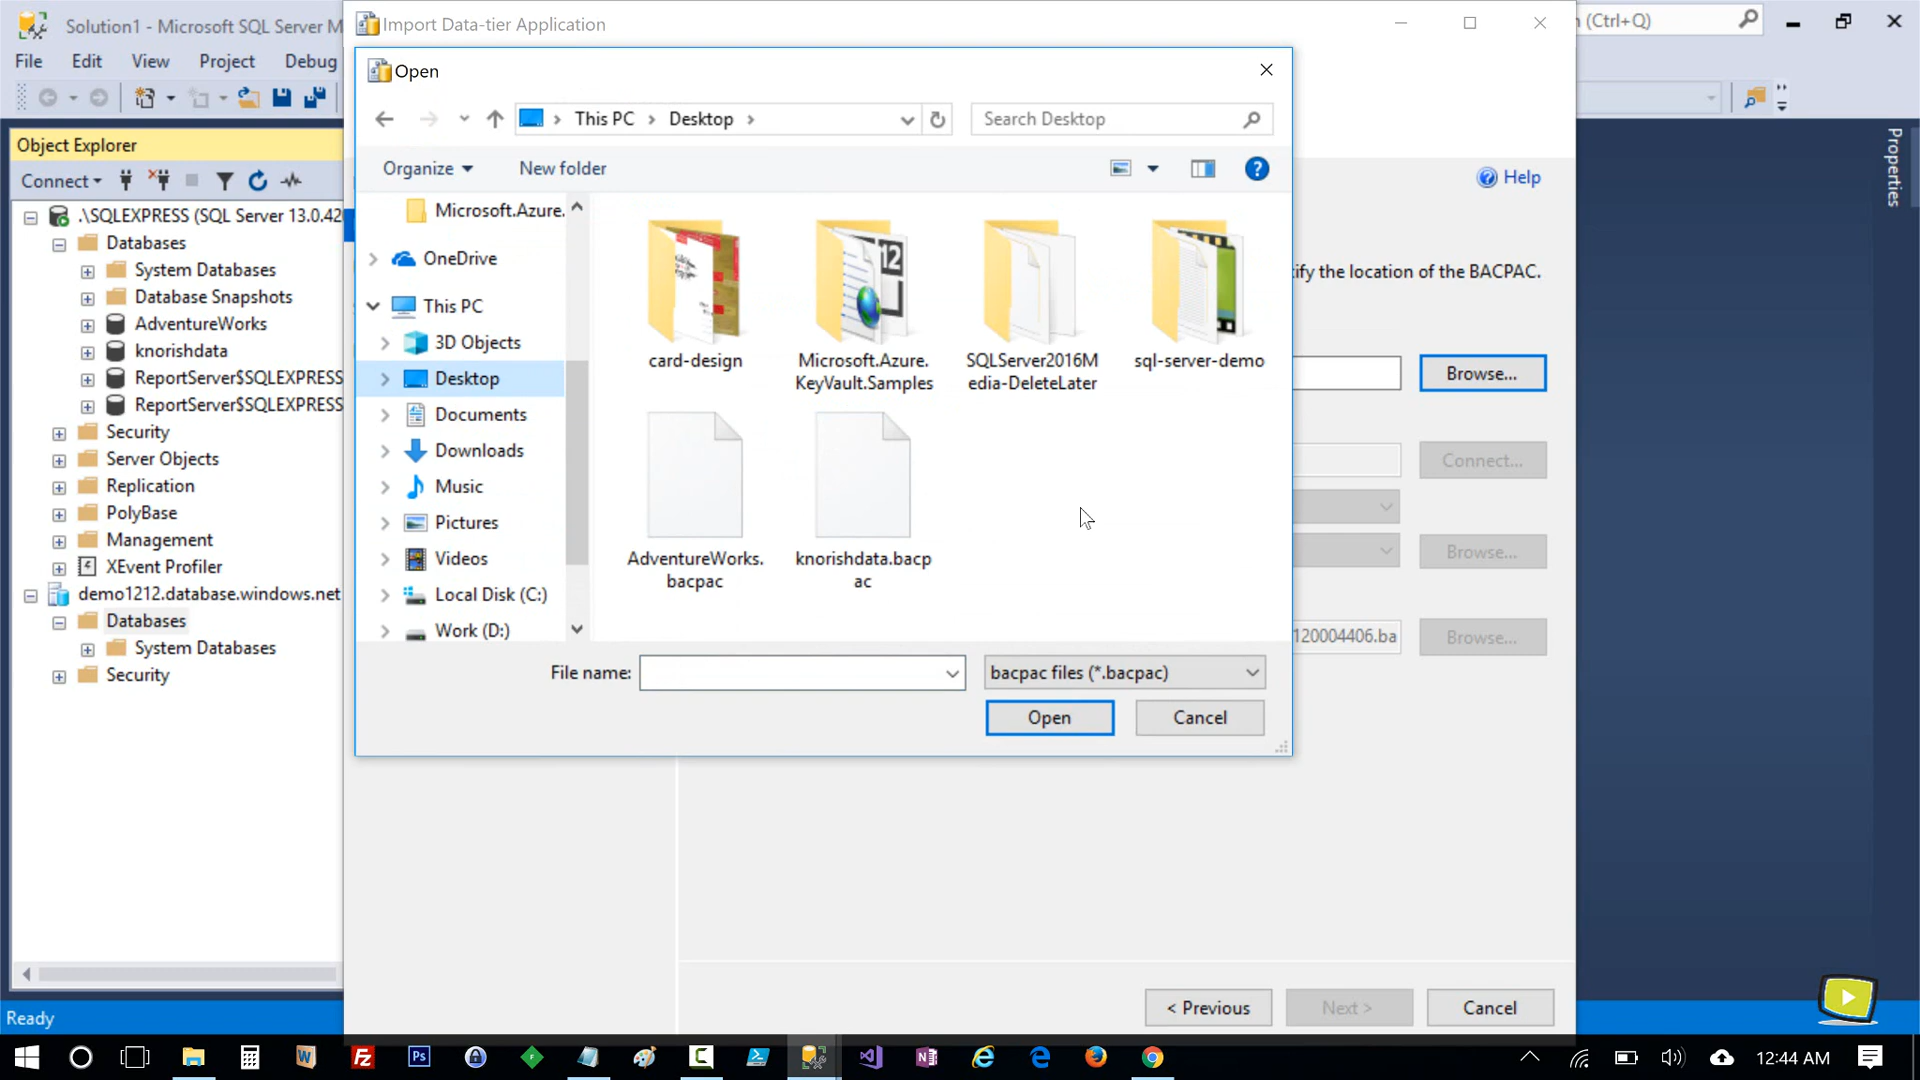 Solution1 - Microsoft SQL Server M
Import Data-tier Application
(Ctrl+Q)
File Edit View Project Debug
Open
This PC Desktop
Search Desktop
Object Explorer
Organize New folder
Properties
Connect
Help
Microsoft.Azure.
.\SQLEXPRESS (SQL Server 13.0.42
Databases
System Databases
Database Snapshots
AdventureWorks
knorishdata
ReportServer$SQLEXPRESS
ReportServer$SQLEXPRESS
Security
Server Objects
Replication
PolyBase
Management
XEvent Profiler
demo1212.database.windows.net
Databases
System Databases
Security
OneDrive
This PC
3D Objects
Desktop
Documents
Downloads
Music
Pictures
Videos
Local Disk (C:)
Work (D:)
card-design
Microsoft.Azure.
KeyVault.Samples
SQLServer2016M
edia-DeleteLater
sql-server-demo
AdventureWorks.
bacpac
knorishdata.bacp
ac
File name:
bacpac files (*.bacpac)
Open Cancel
ify the location of the BACPAC.
Browse...
Connect...
Browse...
120004406.ba
Browse...
< Previous Next > Cancel
Ready
12:44 AM